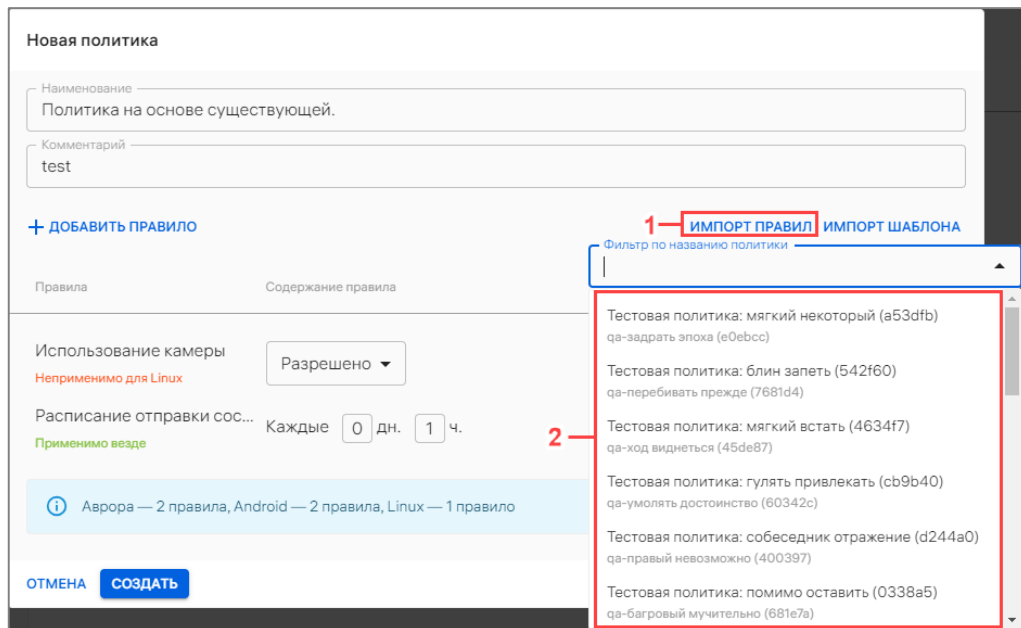 Новая политика
Наименование
Политика на основе существующей.
Комментарий
test
+ ДОБАВИТЬ ПРАВИЛО
1
ИМПОРТ ПРАВИЛ
ИМПОРТ ШАБЛОНА
Фильтр по названию политики
Правила
Содержание правила
Использование камеры
Неприменимо для Linux
Разрешено
Расписание отправки сос...
Применимо везде
Каждые 0 дн. 1 ч.
Аврора — 2 правила, Android — 2 правила, Linux — 1 правило
ОТМЕНА
СОЗДАТЬ
2
Тестовая политика: мягкий некоторый (a53dfb)
qa-задрать эпоха (e0ebcc)
Тестовая политика: блин запеть (542f60)
qa-перебивать прежде (7681d4)
Тестовая политика: мягкий встать (4634f7)
qa-ход виднеться (45de87)
Тестовая политика: гулять привлекать (cb9b40)
qa-умолять достоинство (60342c)
Тестовая политика: собеседник отражение (d244a0)
qa-правый невозможно (400397)
Тестовая политика: помимо оставить (0338a5)
qa-багровый мучительно (681e7a)